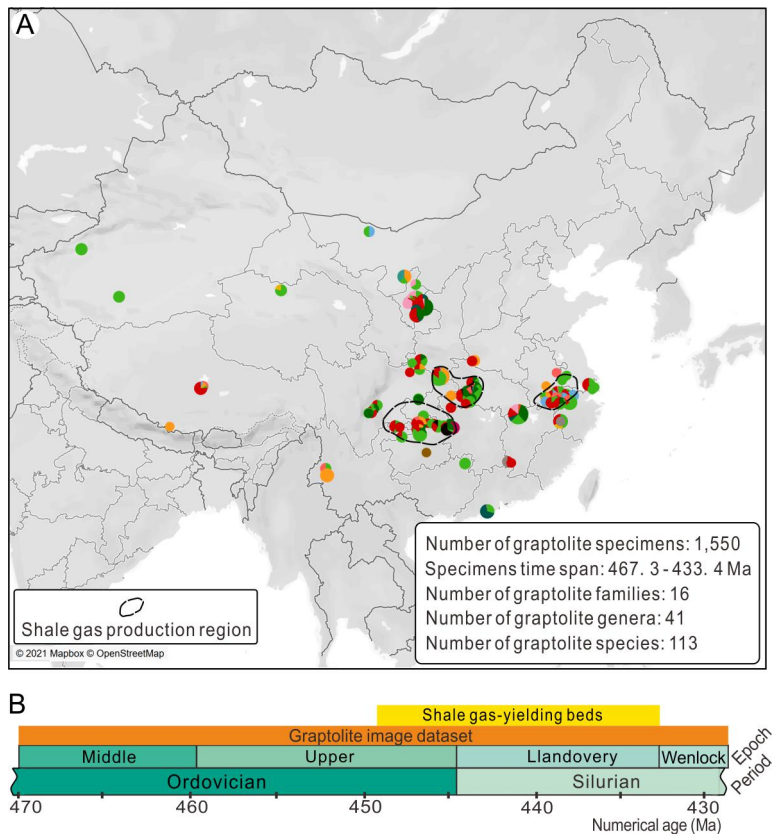 A
Number of graptolite specimens: 1,550
Specimens time span: 467. 3 - 433. 4 Ma
Number of graptolite families: 16
Number of graptolite genera: 41
Number of graptolite species: 113
Shale gas production region
© 2021 Mapbox © OpenStreetMap
B
Shale gas-yielding beds
Graptolite image dataset
Middle Upper Llandovery Wenlock Epoch
Ordovician Silurian Period
470 460 450 440 430
Numerical age (Ma)